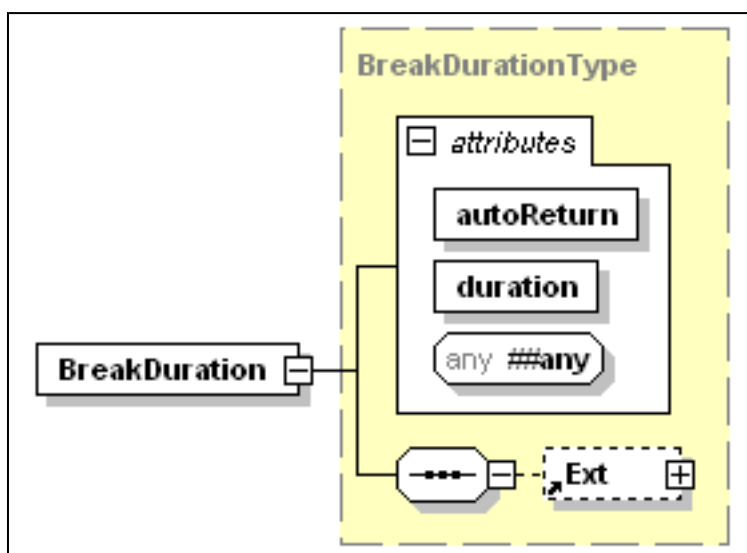 BreakDurationType
attributes
autoReturn
duration
any ##any
BreakDuration
Ext